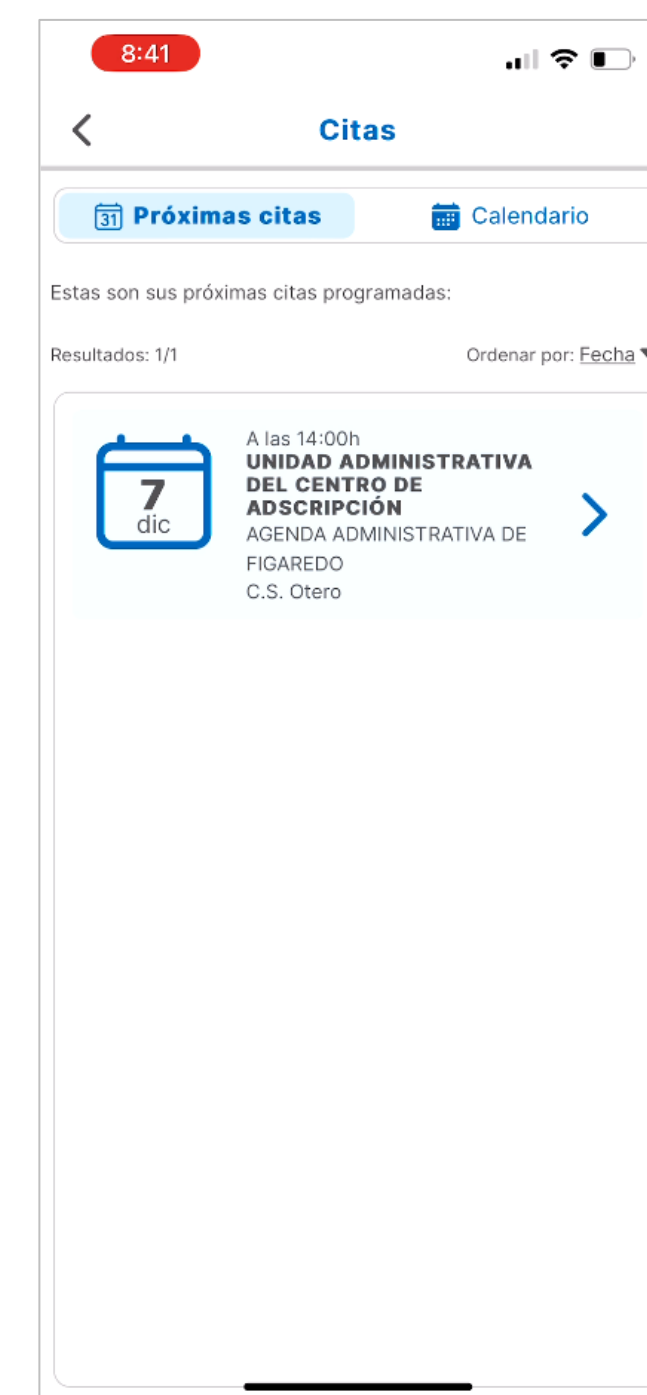 8:41
Citas
31 Próximas citas
Calendario
Estas son sus próximas citas programadas:
Resultados: 1/1
Ordenar por: Fecha
7
dic
A las 14:00h
UNIDAD ADMINISTRATIVA
DEL CENTRO DE
ADSCRIPCIÓN
AGENDA ADMINISTRATIVA DE
FIGAREDO
C.S. Otero